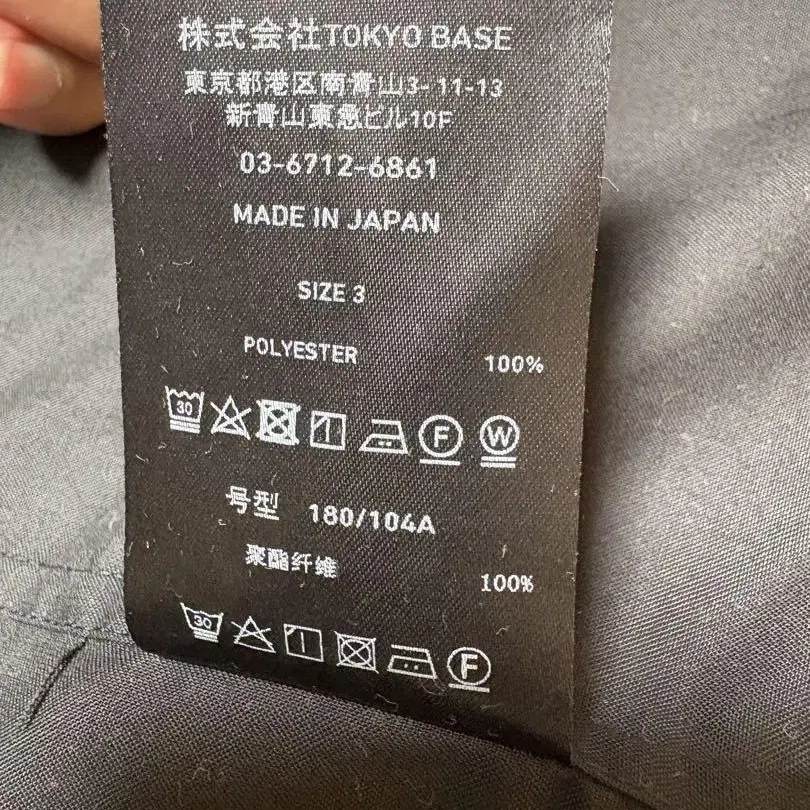 株式会社TOKYO BASE
東京都港区南青山3-11-13
新青山東急ビル10F
03-6712-6861
MADE IN JAPAN
SIZE 3
POLYESTER 100%
30 F W
号型 180/104A
聚酯纤维 100%
30 F